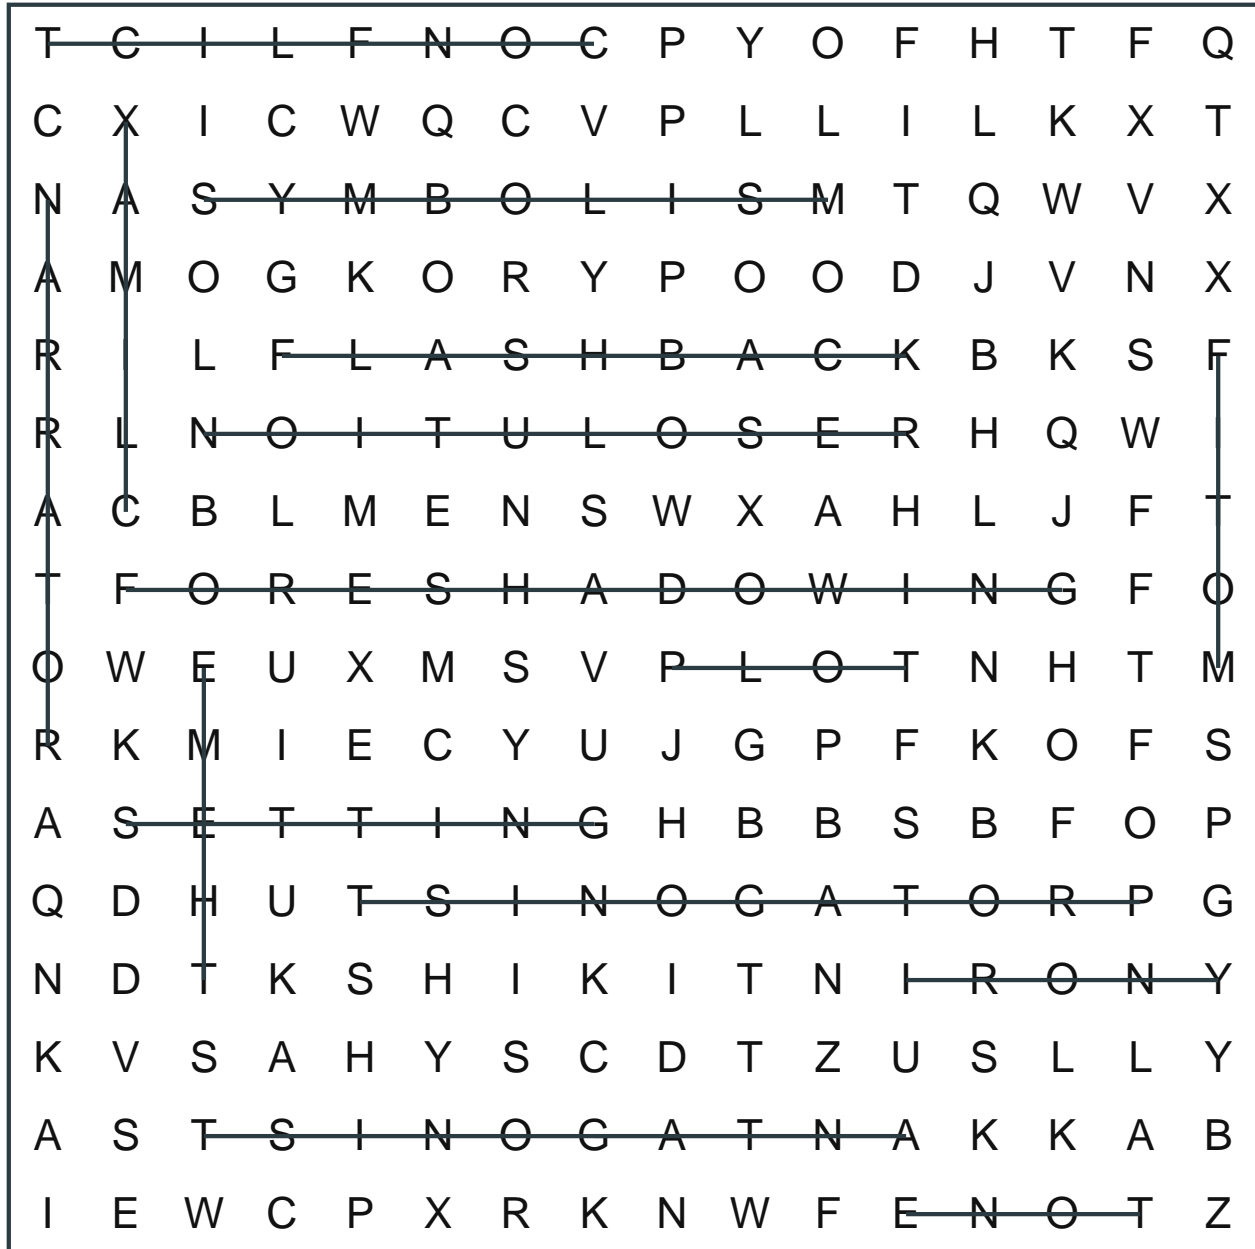 T C I L F N O C P Y O F H T F Q
C X I C W Q C V P L L I L K X T
N A S Y M B O L I S M T Q W V X
A M O G K O R Y P O O D J V N X
R I L F L A S H B A C K B K S F
R L N O I T U L O S E R H Q W I
A C B L M E N S W X A H L J F T
T F O R E S H A D O W I N G F O
O W E U X M S V P L O T N H T M
R K M I E C Y U J G P F K O F S
A S E T T I N G H B B S B F O P
Q D H U T S I N O G A T O R P G
N D T K S H I K I T N I R O N Y
K V S A H Y S C D T Z U S L L Y
A S T S I N O G A T N A K K A B
I E W C P X R K N W F E N O T Z